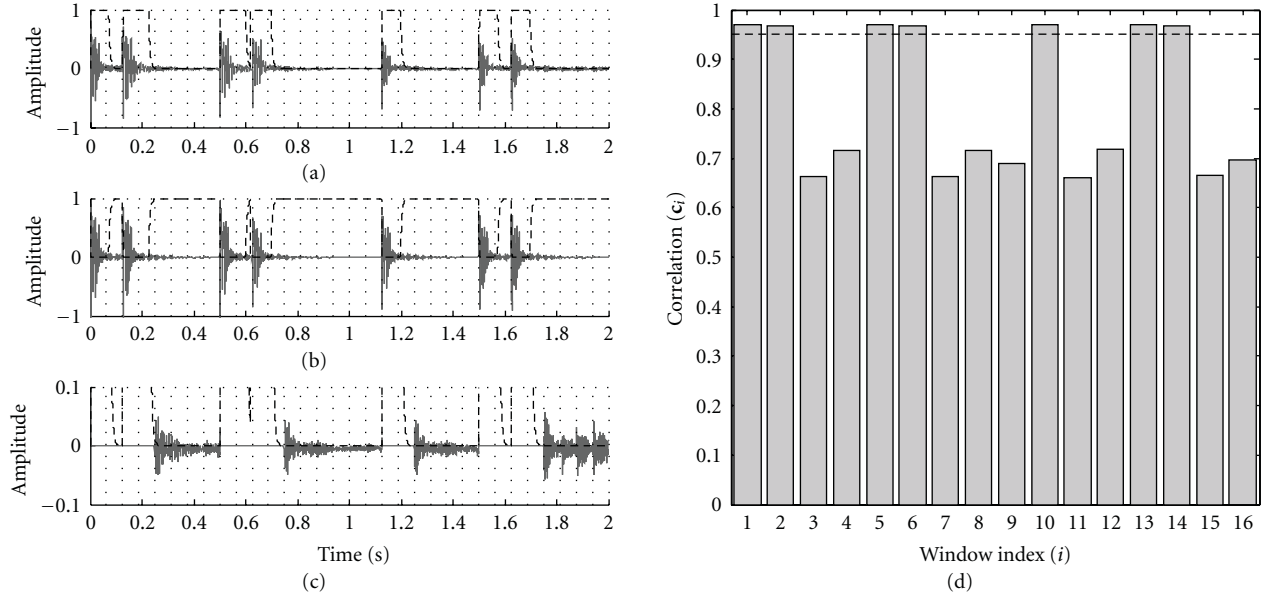 1
0
−1
Amplitude
0 0.2 0.4 0.6 0.8 1 1.2 1.4 1.6 1.8 2
(a)
1
0
−1
Amplitude
0 0.2 0.4 0.6 0.8 1 1.2 1.4 1.6 1.8 2
(b)
0.1
0
−0.1
Amplitude
0 0.2 0.4 0.6 0.8 1 1.2 1.4 1.6 1.8 2
Time (s)
(c)
1
0.9
0.8
0.7
0.6
0.5
0.4
0.3
0.2
0.1
0
Correlation (cᵢ)
1 2 3 4 5 6 7 8 9 10 11 12 13 14 15 16
Window index (i)
(d)